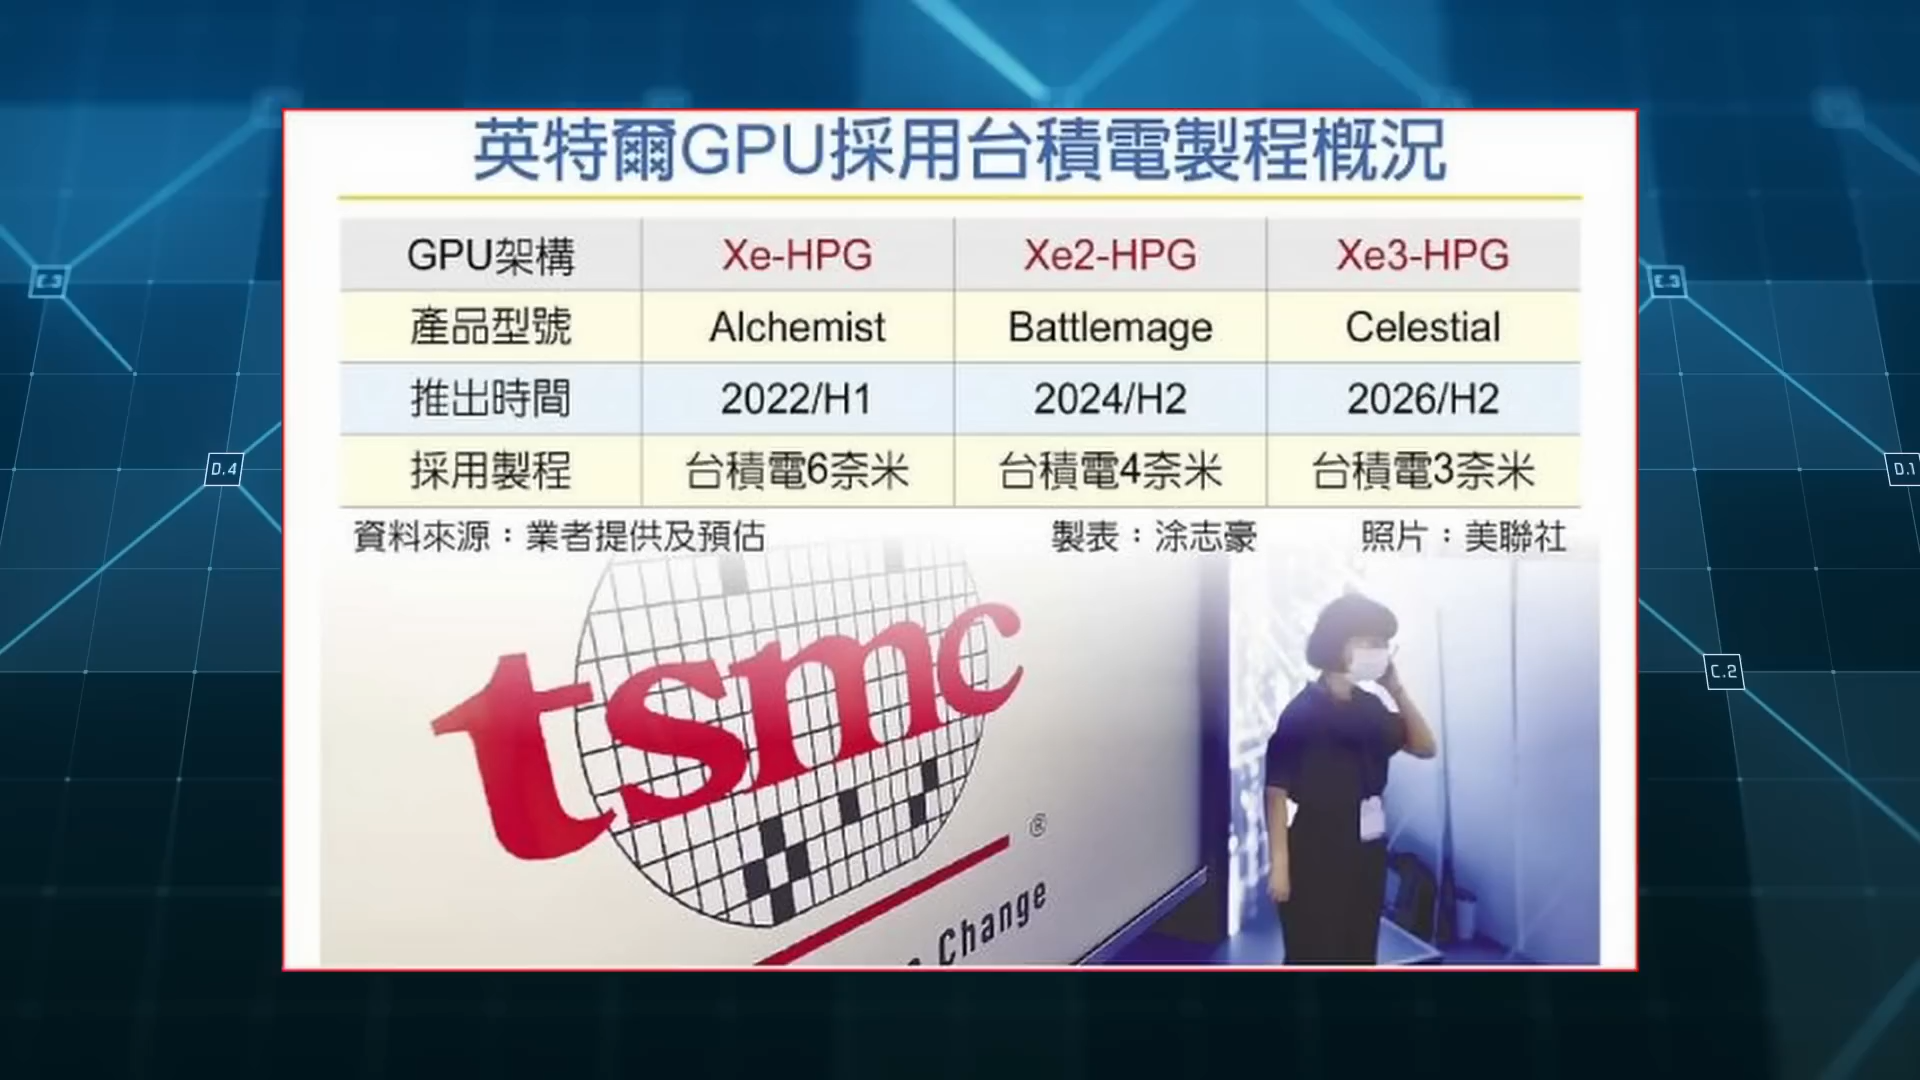 英特爾GPU採用台積電製程概況
GPU架構 Xe-HPG Xe2-HPG Xe3-HPG
產品型號 Alchemist Battlemage Celestial
推出時間 2022/H1 2024/H2 2026/H2
採用製程 台積電6奈米 台積電4奈米 台積電3奈米
資料來源：業者提供及預估 製表：涂志豪 照片：美聯社
tsmc
®
Change
C.3
D.4
C.3
D.1
C.2